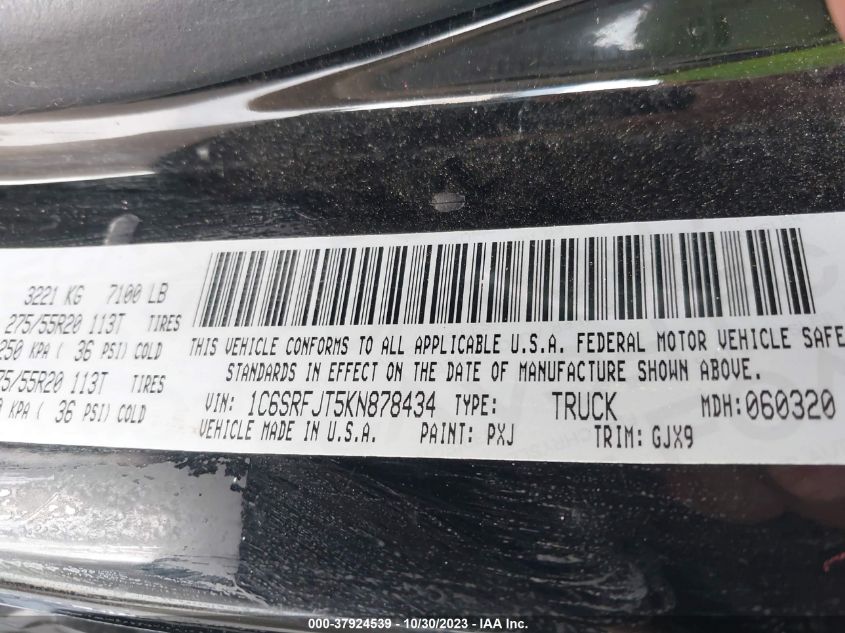 3221 KG 7100 LB
275/55R20 113T TIRES
250 KPA ( 36 PSI) COLD
75/55R20 113T TIRES
KPA ( 36 PSI) COLD
THIS VEHICLE CONFORMS TO ALL APPLICABLE U.S.A. FEDERAL MOTOR VEHICLE SAFE
STANDARDS IN EFFECT ON THE DATE OF MANUFACTURE SHOWN ABOVE.
VIN: 1C6SRFJT5KN878434 TYPE: TRUCK MDH: 060320
VEHICLE MADE IN U.S.A. PAINT: PXJ TRIM: GJX9
000-37924539 - 10/30/2023 - IAA Inc.